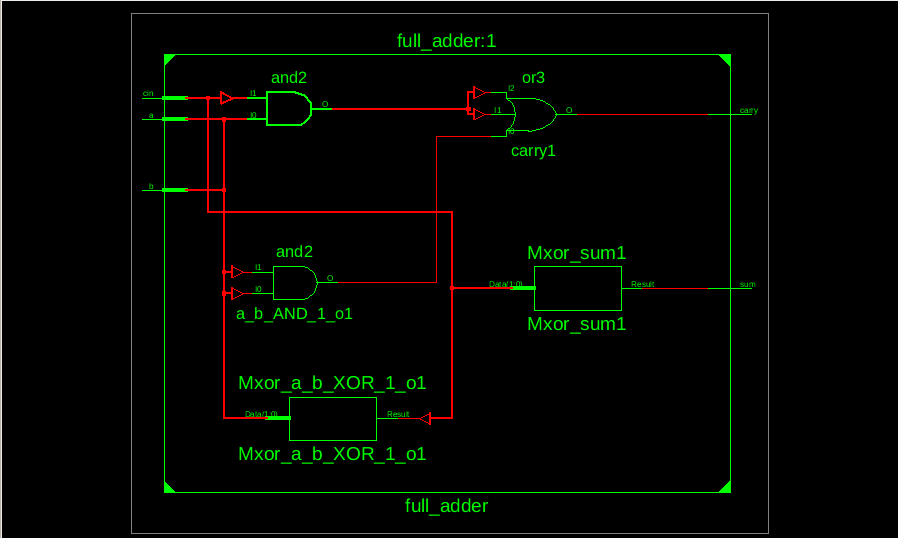 full_adder:1
and2
or3
cin
I1
O
I2
a
I0
I1
O
carry
I0
carry1
b
and2
Mxor_sum1
I1
O
I0
Data(1:0)
Result
sum
a_b_AND_1_o1
Mxor_sum1
Mxor_a_b_XOR_1_o1
Data(1:0)
Result
Mxor_a_b_XOR_1_o1
full_adder